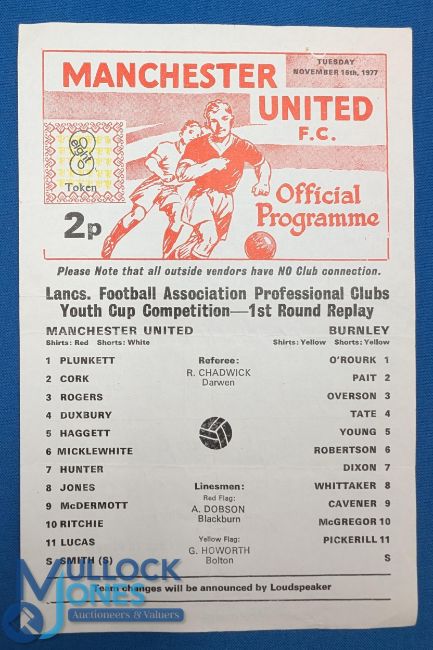 TUESDAY
NOVEMBER 16th, 1977
MANCHESTER
UNITED
F.C.
8
eight
Token
Official
Programme
2p
Please Note that all outside vendors have NO Club connection.
Lancs. Football Association Professional Clubs
Youth Cup Competition—1st Round Replay
MANCHESTER UNITED BURNLEY
Shirts: Red Shorts: White Shirts: Yellow Shorts: Yellow
1 PLUNKETT Referee: O'ROURK 1
2 CORK R. CHADWICK PAIT 2
Darwen
3 ROGERS OVERSON 3
4 DUXBURY TATE 4
5 HAGGETT YOUNG 5
6 MICKLEWHITE ROBERTSON 6
7 HUNTER DIXON 7
8 JONES Linesmen: WHITTAKER 8
Red Flag:
9 McDERMOTT A. DOBSON CAVENER 9
10 RITCHIE Blackburn McGREGOR 10
11 LUCAS Yellow Flag: PICKERILL 11
G. HOWORTH
S SMITH (S) Bolton S
MULLOCK
JONES
Auctioneers & Valuers
Team changes will be announced by Loudspeaker